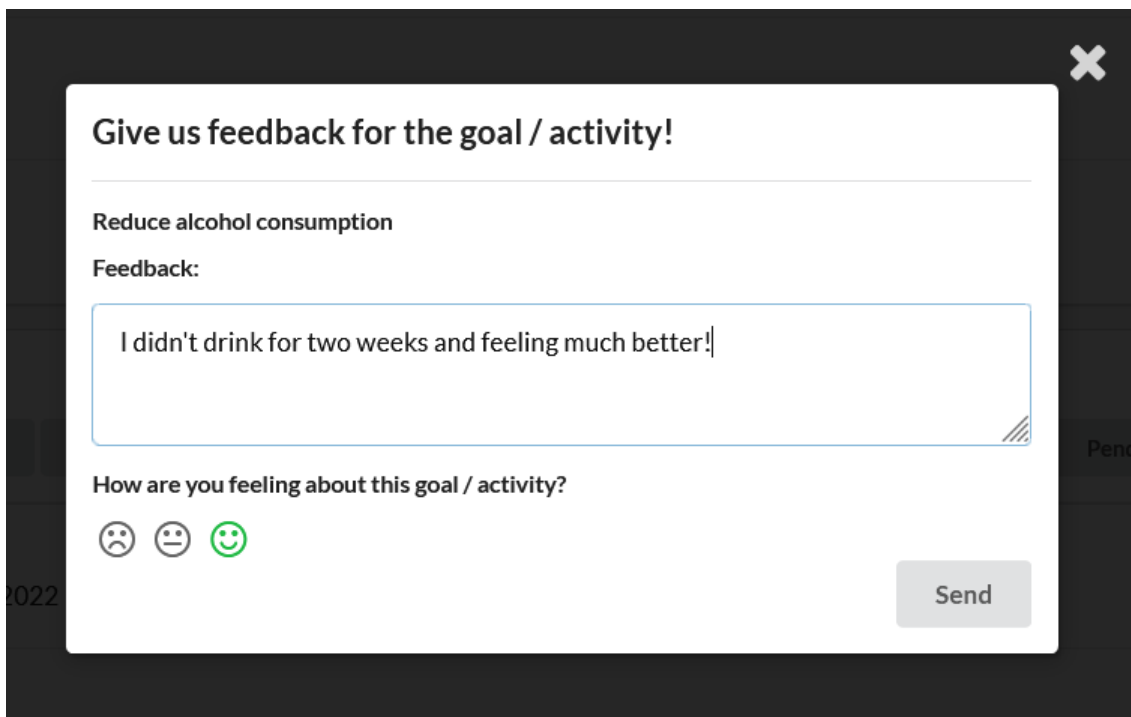 Give us feedback for the goal / activity!
Reduce alcohol consumption
Feedback:
I didn't drink for two weeks and feeling much better!
How are you feeling about this goal / activity?
2022
Send